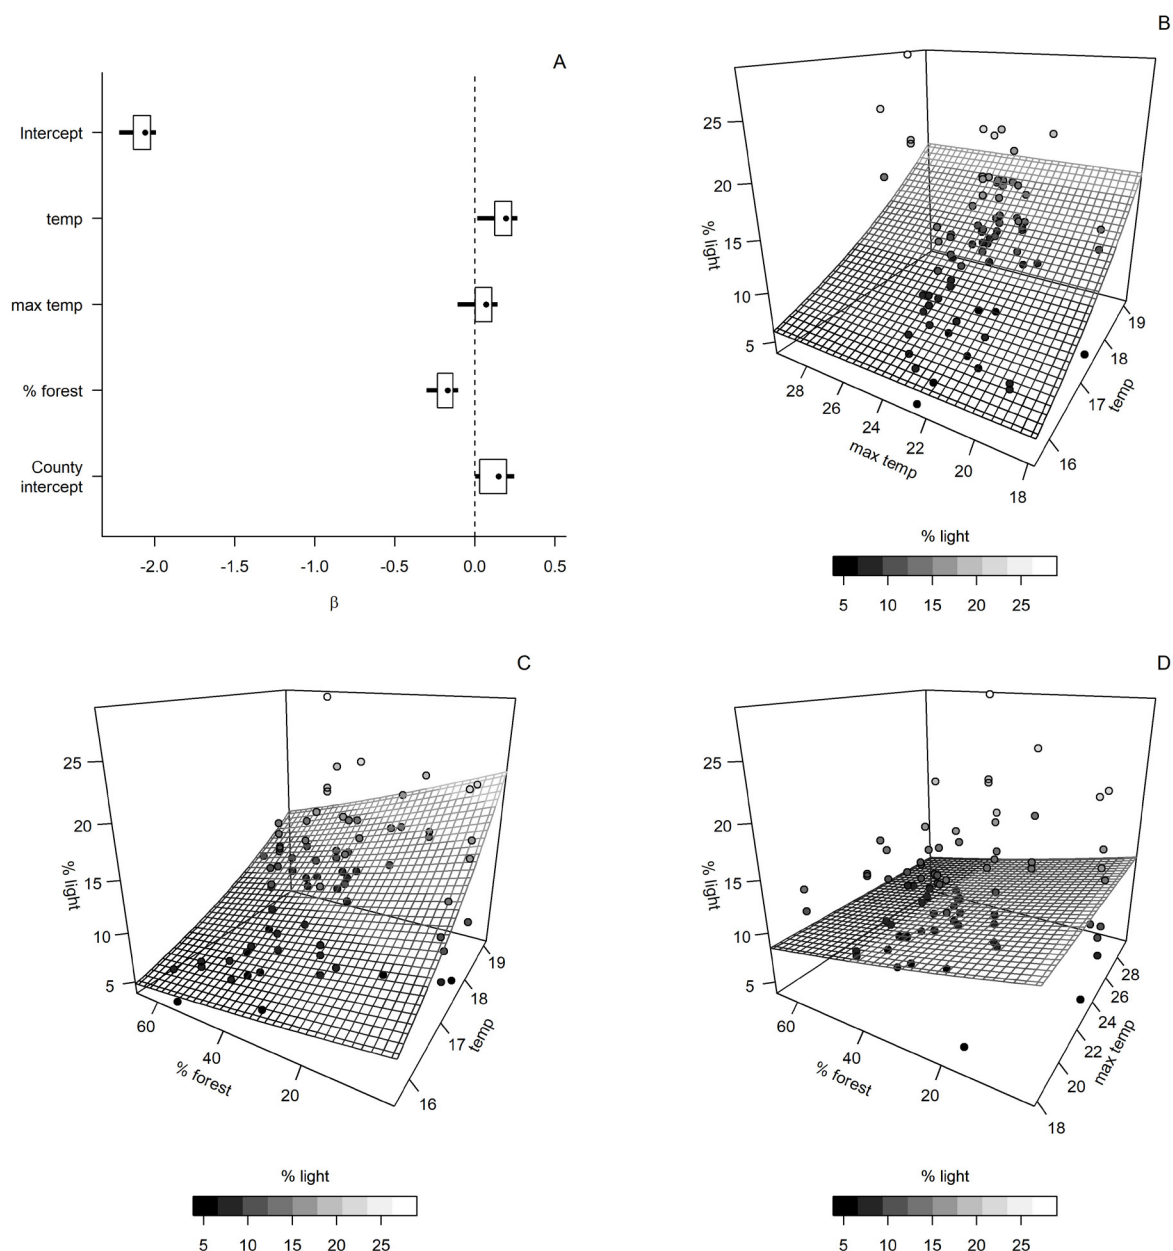 A
Intercept
temp
max temp
% forest
County
intercept
-2.0 -1.5 -1.0 -0.5 0.0 0.5
β
B
25
20
15
10
5
% light
28 26 24 22 20 18
max temp
16 17 18 19
temp
% light
5 10 15 20 25
C
25
20
15
10
5
% light
60 40 20
% forest
16 17 18 19
temp
% light
5 10 15 20 25
D
25
20
15
10
5
% light
60 40 20
% forest
18 20 22 24 26 28
max temp
% light
5 10 15 20 25